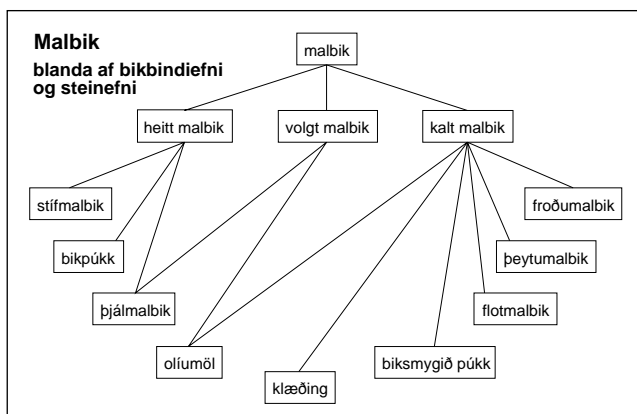 Malbik
blanda af bikbindiefni
og steinefni
malbik
heitt malbik
volgt malbik
kalt malbik
stífmalbik
froðumalbik
bikpúkk
þeytumalbik
þjálmalbik
flotmalbik
olíumöl
biksmygið púkk
klæðing